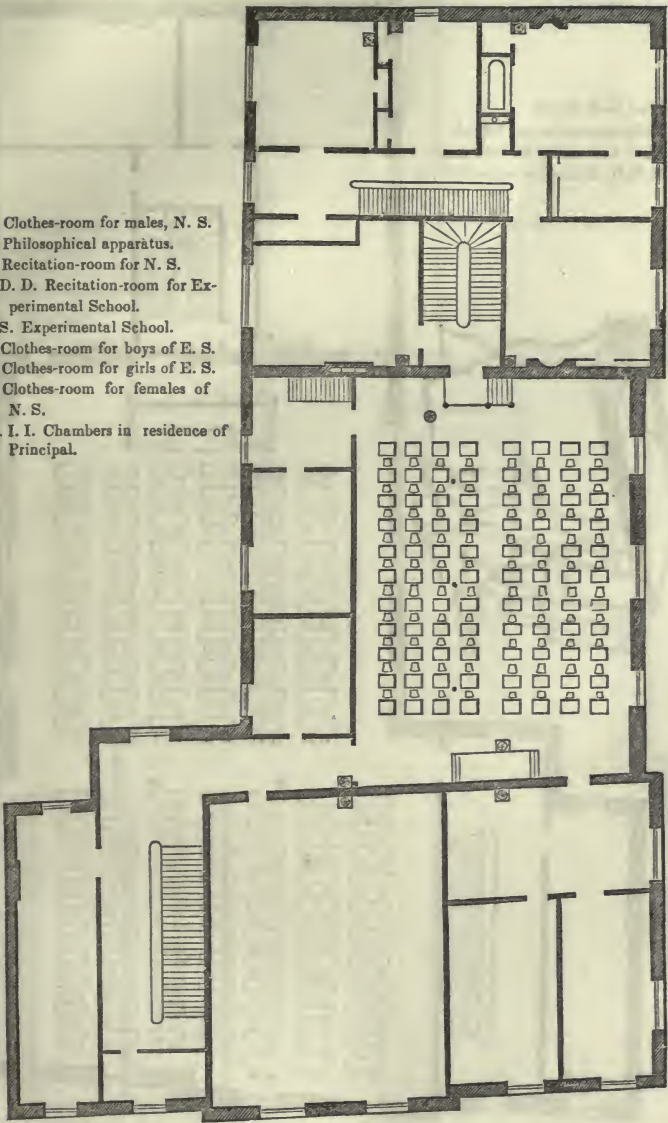 Clothes-room for males, N. S.
Philosophical apparatus.
Recitation-room for N. S.
D. D. Recitation-room for Ex-
perimental School.
S. Experimental School.
Clothes-room for boys of E. S.
Clothes-room for girls of E. S.
Clothes-room for females of
N. S.
. I. I. Chambers in residence of
Principal.